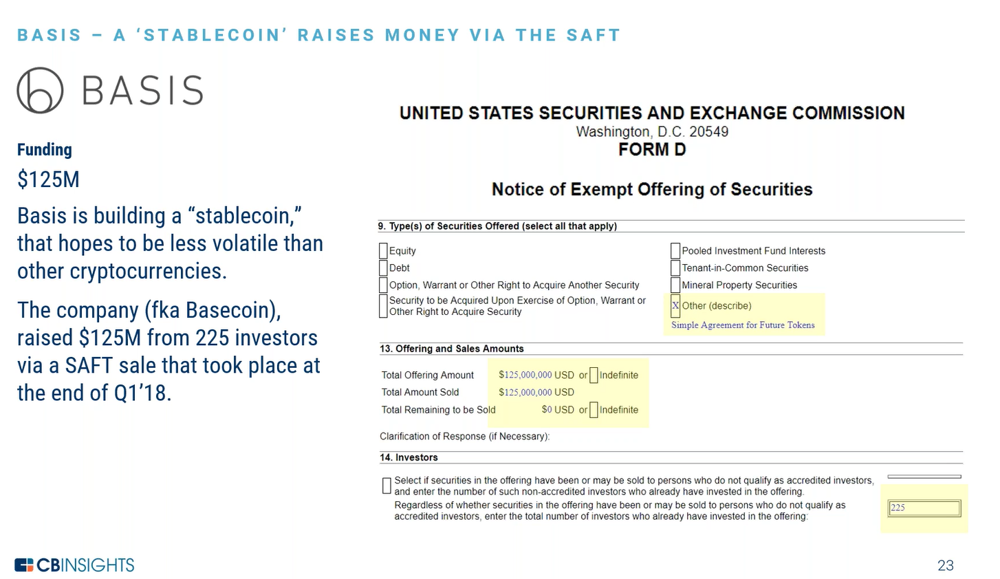 BASIS – A ‘STABLECOIN’ RAISES MONEY VIA THE SAFT
BASIS
Funding
$125M
Basis is building a “stablecoin,”
that hopes to be less volatile than
other cryptocurrencies.
The company (fka Basecoin),
raised $125M from 225 investors
via a SAFT sale that took place at
the end of Q1’18.
UNITED STATES SECURITIES AND EXCHANGE COMMISSION
Washington, D.C. 20549
FORM D
Notice of Exempt Offering of Securities
9. Type(s) of Securities Offered (select all that apply)
Equity
Debt
Option, Warrant or Other Right to Acquire Another Security
Security to be Acquired Upon Exercise of Option, Warrant or
Other Right to Acquire Security
Pooled Investment Fund Interests
Tenant-in-Common Securities
Mineral Property Securities
X Other (describe)
Simple Agreement for Future Tokens
13. Offering and Sales Amounts
Total Offering Amount $125,000,000 USD or Indefinite
Total Amount Sold $125,000,000 USD
Total Remaining to be Sold $0 USD or Indefinite
Clarification of Response (if Necessary):
14. Investors
Select if securities in the offering have been or may be sold to persons who do not qualify as accredited investors,
and enter the number of such non-accredited investors who already have invested in the offering.
Regardless of whether securities in the offering have been or may be sold to persons who do not qualify as
accredited investors, enter the total number of investors who already have invested in the offering:
225
CBINSIGHTS
23